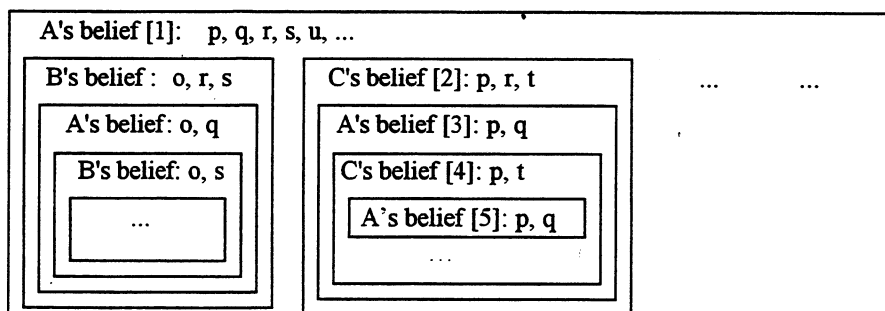 A's belief [1]: p, q, r, s, u, ...
B's belief : o, r, s
A's belief: o, q
B's belief: o, s
...
C's belief [2]: p, r, t
A's belief [3]: p, q
C's belief [4]: p, t
A's belief [5]: p, q
...
... ...